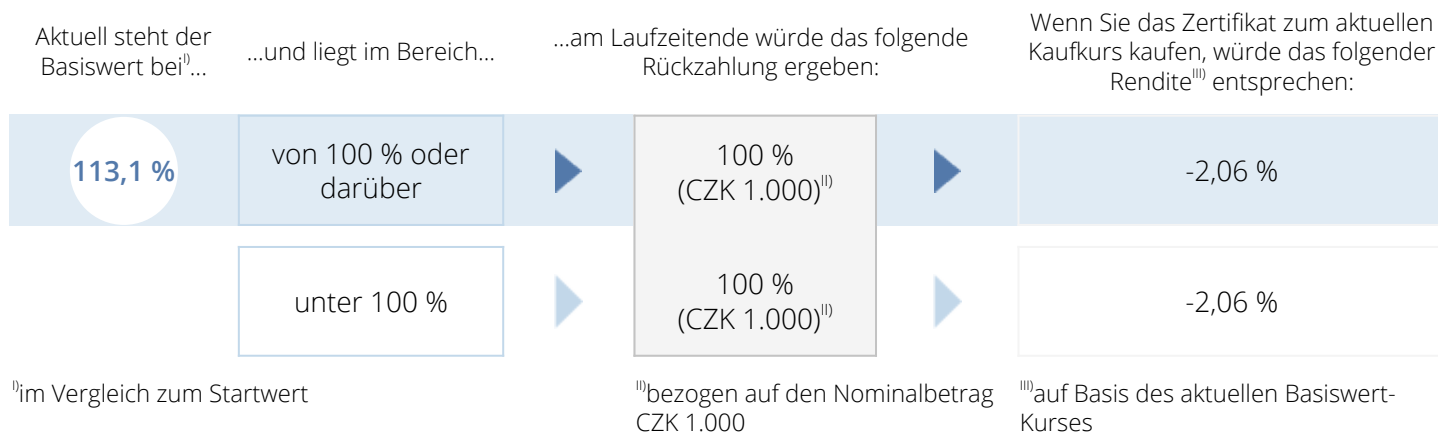 Aktuell steht der
Basiswert bei I)...
...und liegt im Bereich...
...am Laufzeitende würde das folgende
Rückzahlung ergeben:
Wenn Sie das Zertifikat zum aktuellen
Kaufkurs kaufen, würde das folgender
Rendite III) entsprechen:
113,1 %
von 100 % oder
darüber
100 %
(CZK 1.000) II)
-2,06 %
unter 100 %
100 %
(CZK 1.000) II)
-2,06 %
I) im Vergleich zum Startwert
II) bezogen auf den Nominalbetrag
CZK 1.000
III) auf Basis des aktuellen Basiswert-
Kurses